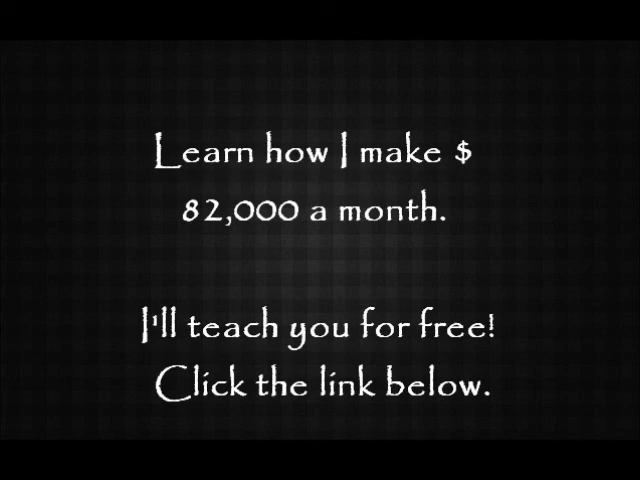 Learn how I make $
82,000 a month.
I'll teach you for free!
Click the link below.